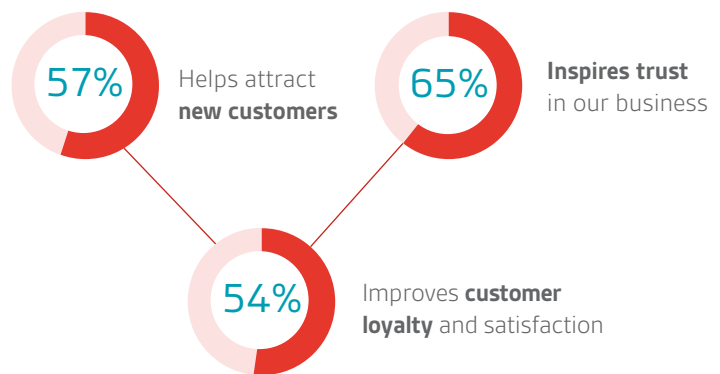 57%
Helps attract
new customers
65%
Inspires trust
in our business
54%
Improves customer
loyalty and satisfaction